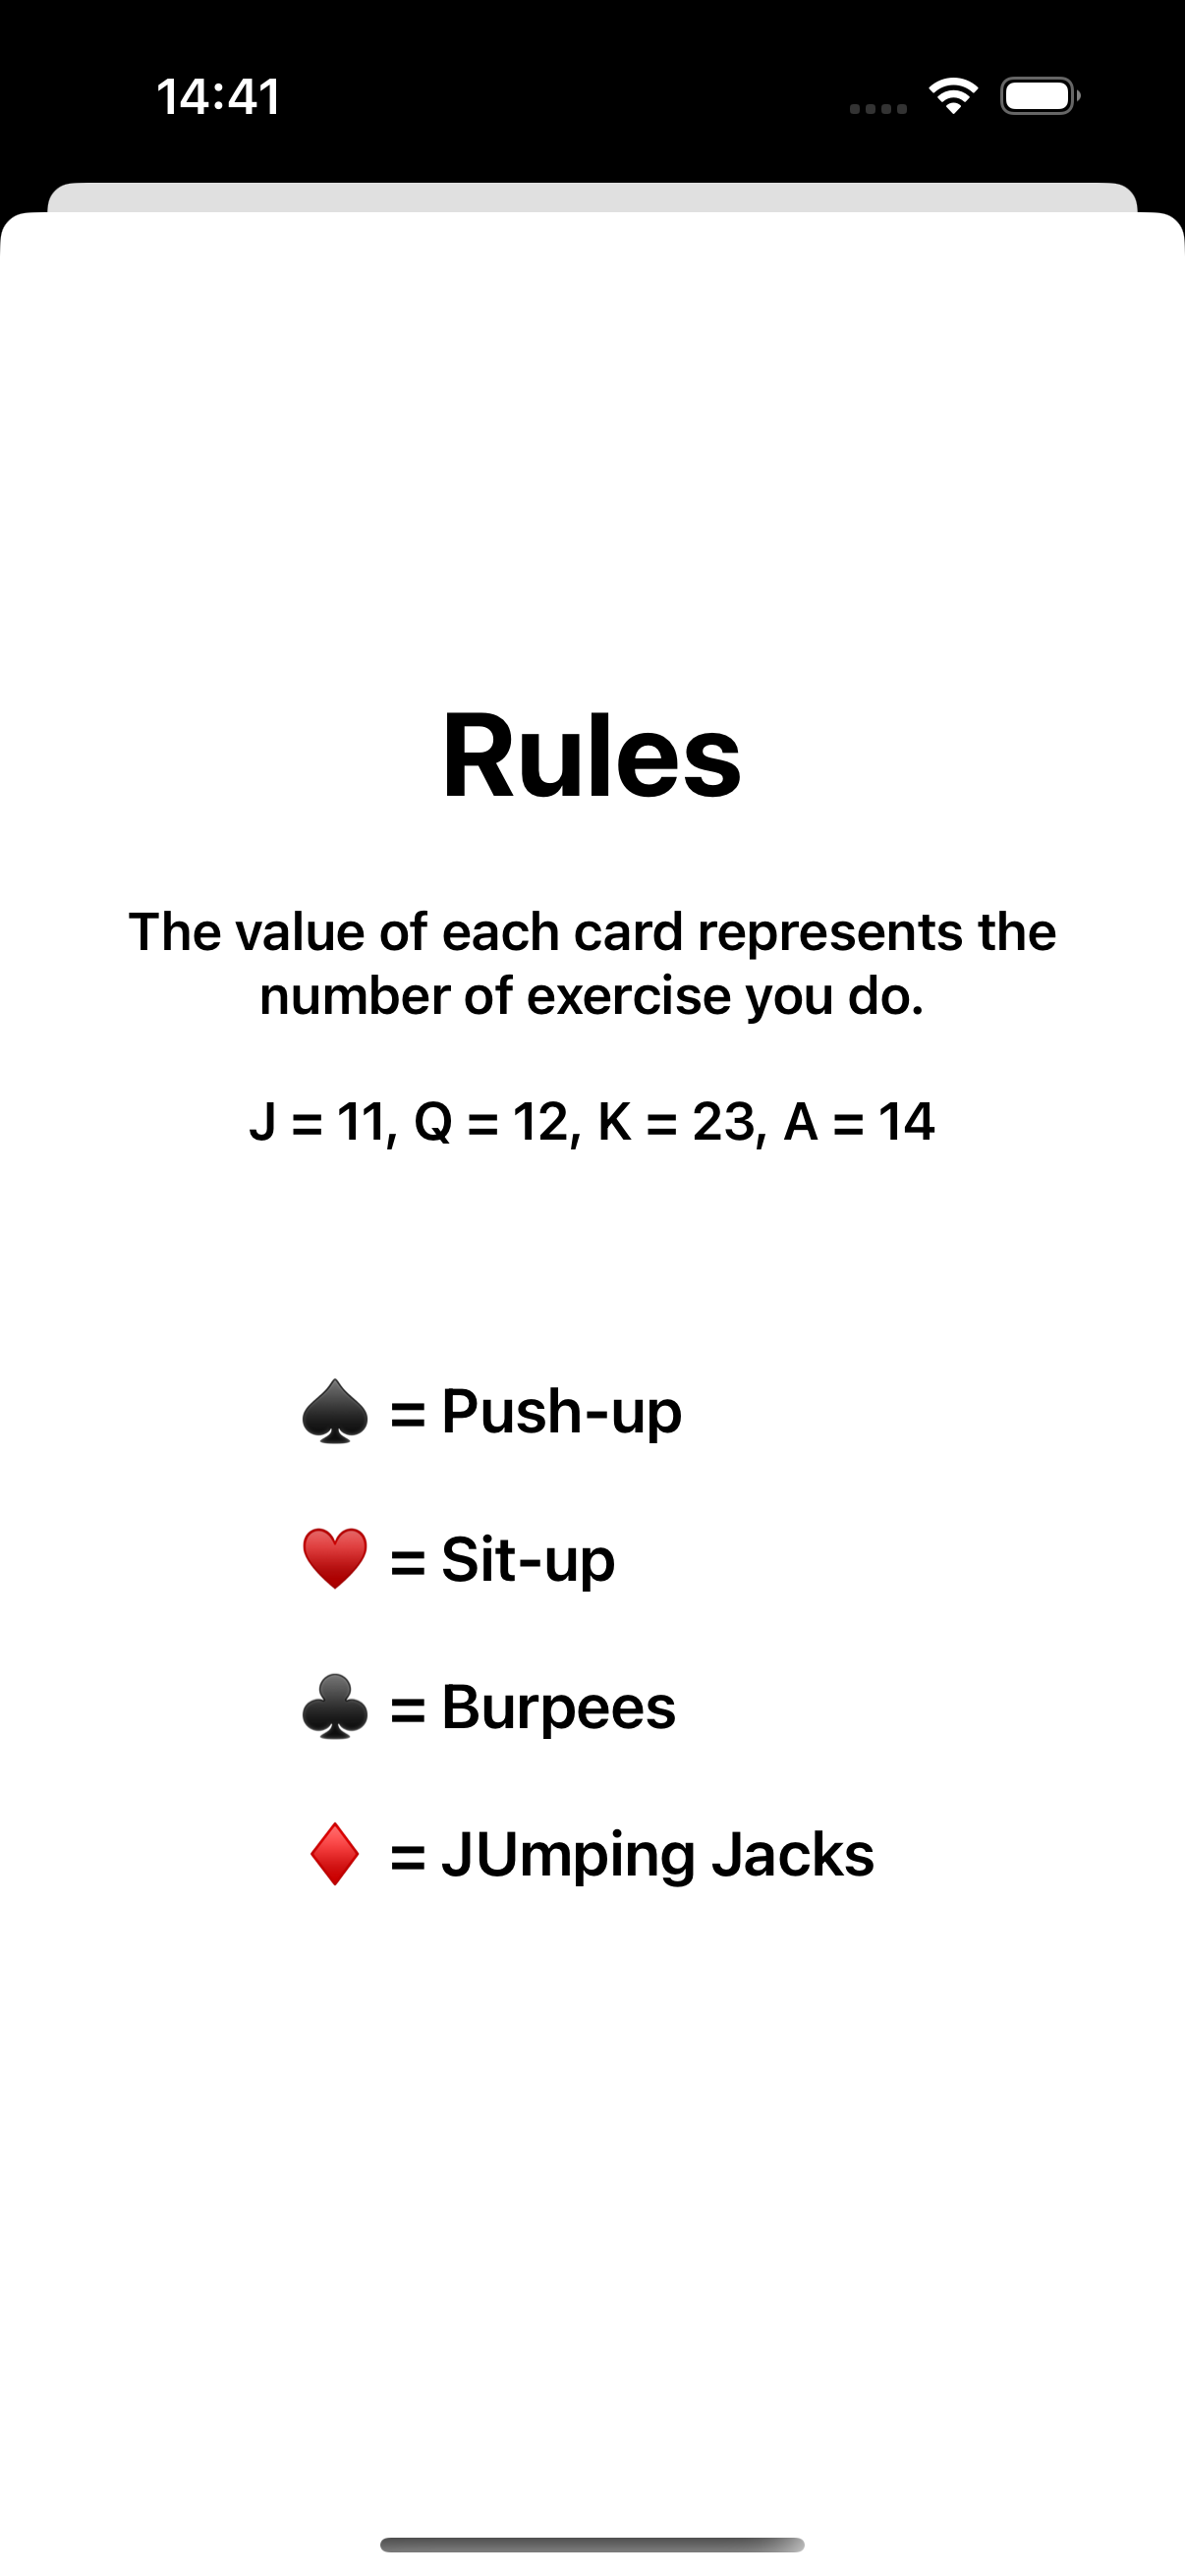 14:41
Rules
The value of each card represents the
number of exercise you do.
J = 11, Q = 12, K = 23, A = 14
♠️ = Push-up
♥️ = Sit-up
♣️ = Burpees
♦️ = JUmping Jacks